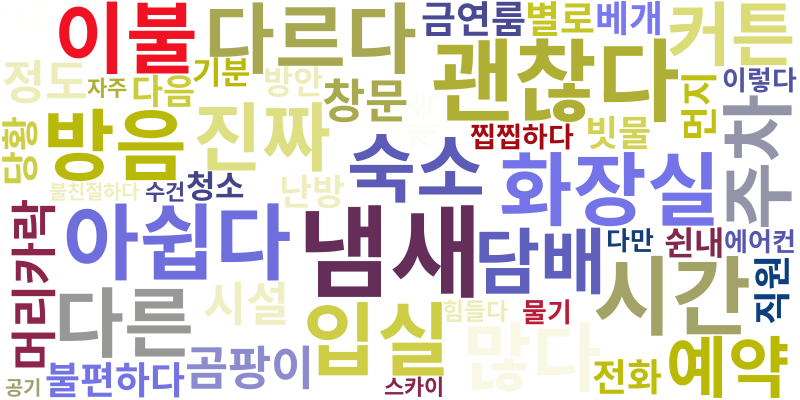 이불
다르다
금연룸
별로
베개
커튼
정도
자주
다음
기분
방안
창문
괜찮다
먼지
이렇다
당황
방음
진짜
찝찝하다
빗물
주차
불친절하다
수건
청소
난방
숙소
화장실
머리카락
아쉽다
냄새
담배
다만
쉰내
에어컨
다른
시설
입실
힘들다
물기
시간
직원
많다
공기
불편하다
곰팡이
스카이
전화
예약